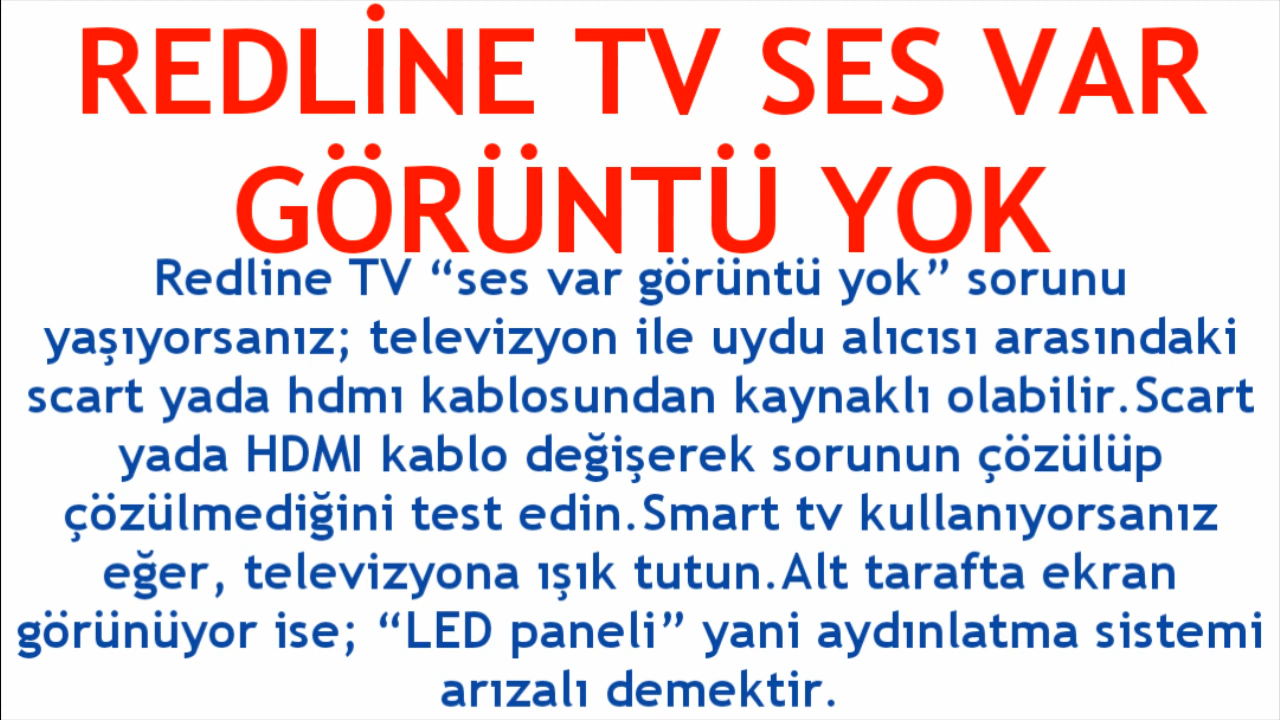 REDLİNE TV SES VAR
GÖRÜNTÜ YOK
Redline TV “ses var görüntü yok” sorunu
yaşıyorsanız; televizyon ile uydu alıcısı arasındaki
scart yada hdmı kablosundan kaynaklı olabilir.Scart
yada HDMI kablo değişerek sorunun çözülüp
çözülmediğini test edin.Smart tv kullanıyorsanız
eğer, televizyona ışık tutun.Alt tarafta ekran
görünüyor ise; “LED paneli” yani aydınlatma sistemi
arızalı demektir.